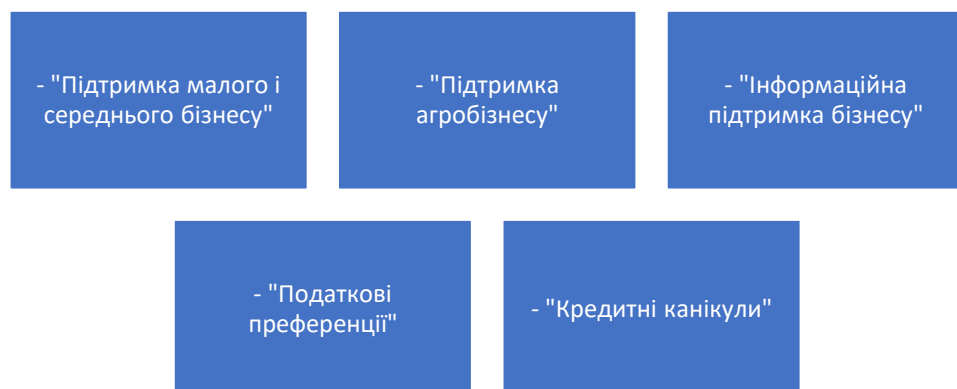 - "Підтримка малого і
середнього бізнесу"
- "Підтримка
агробізнесу"
- "Інформаційна
підтримка бізнесу"
- "Податкові
преференції"
- "Кредитні канікули"